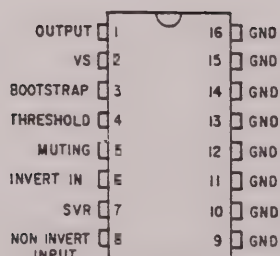 OUTPUT 1 16 GND
VS 2 15 GND
BOOTSTRAP 3 14 GND
THRESHOLD 4 13 GND
MUTING 5 12 GND
INVERT IN 6 11 GND
SVR 7 10 GND
NON INVERT 8 9 GND
INPUT